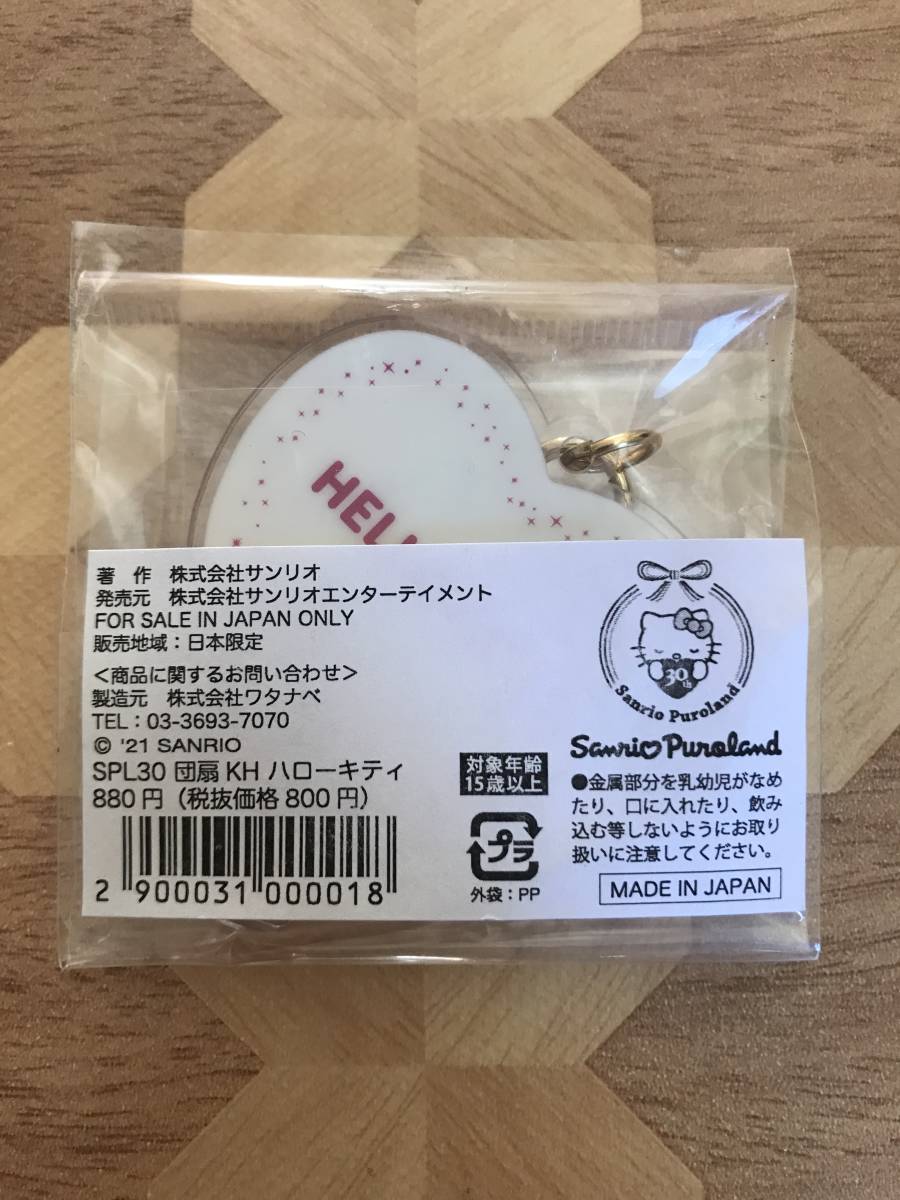 HELL
著　作　株式会社サンリオ
発売元　株式会社サンリオエンターテイメント
FOR SALE IN JAPAN ONLY
販売地域：日本限定
＜商品に関するお問い合わせ＞
製造元　株式会社ワタナベ
TEL：03-3693-7070
© '21 SANRIO
SPL30 団扇 KH ハローキティ
880円（税抜価格800円）
2 900031 000018
対象年齢
15歳以上
プラ
外袋：PP
30th
Sanrio Puroland
Sanrio Puroland
●金属部分を乳幼児がなめ
たり、口に入れたり、飲み
込む等しないようにお取り
扱いに注意してください。
MADE IN JAPAN